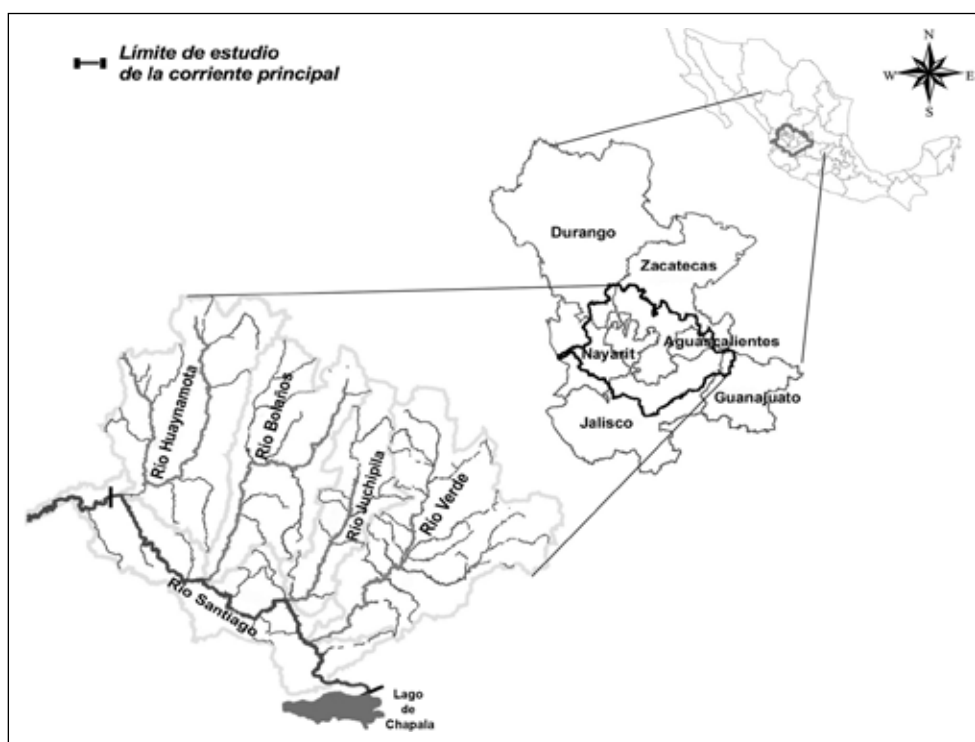 Límite de estudio
de la corriente principal
N
W
E
S
Durango
Zacatecas
Aguascalientes
Nayarit
Guanajuato
Jalisco
Río Huaynamota
Río Bolaños
Río Juchipila
Río Verde
Río Santiago
Lago
de
Chapala